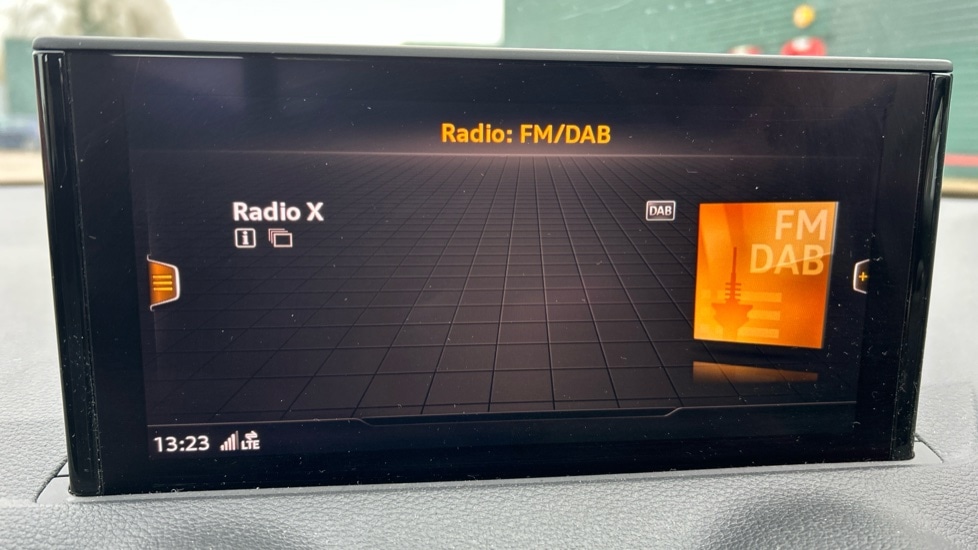 Radio: FM/DAB
Radio X
DAB
i
FM
DAB
+
13:23 LTE